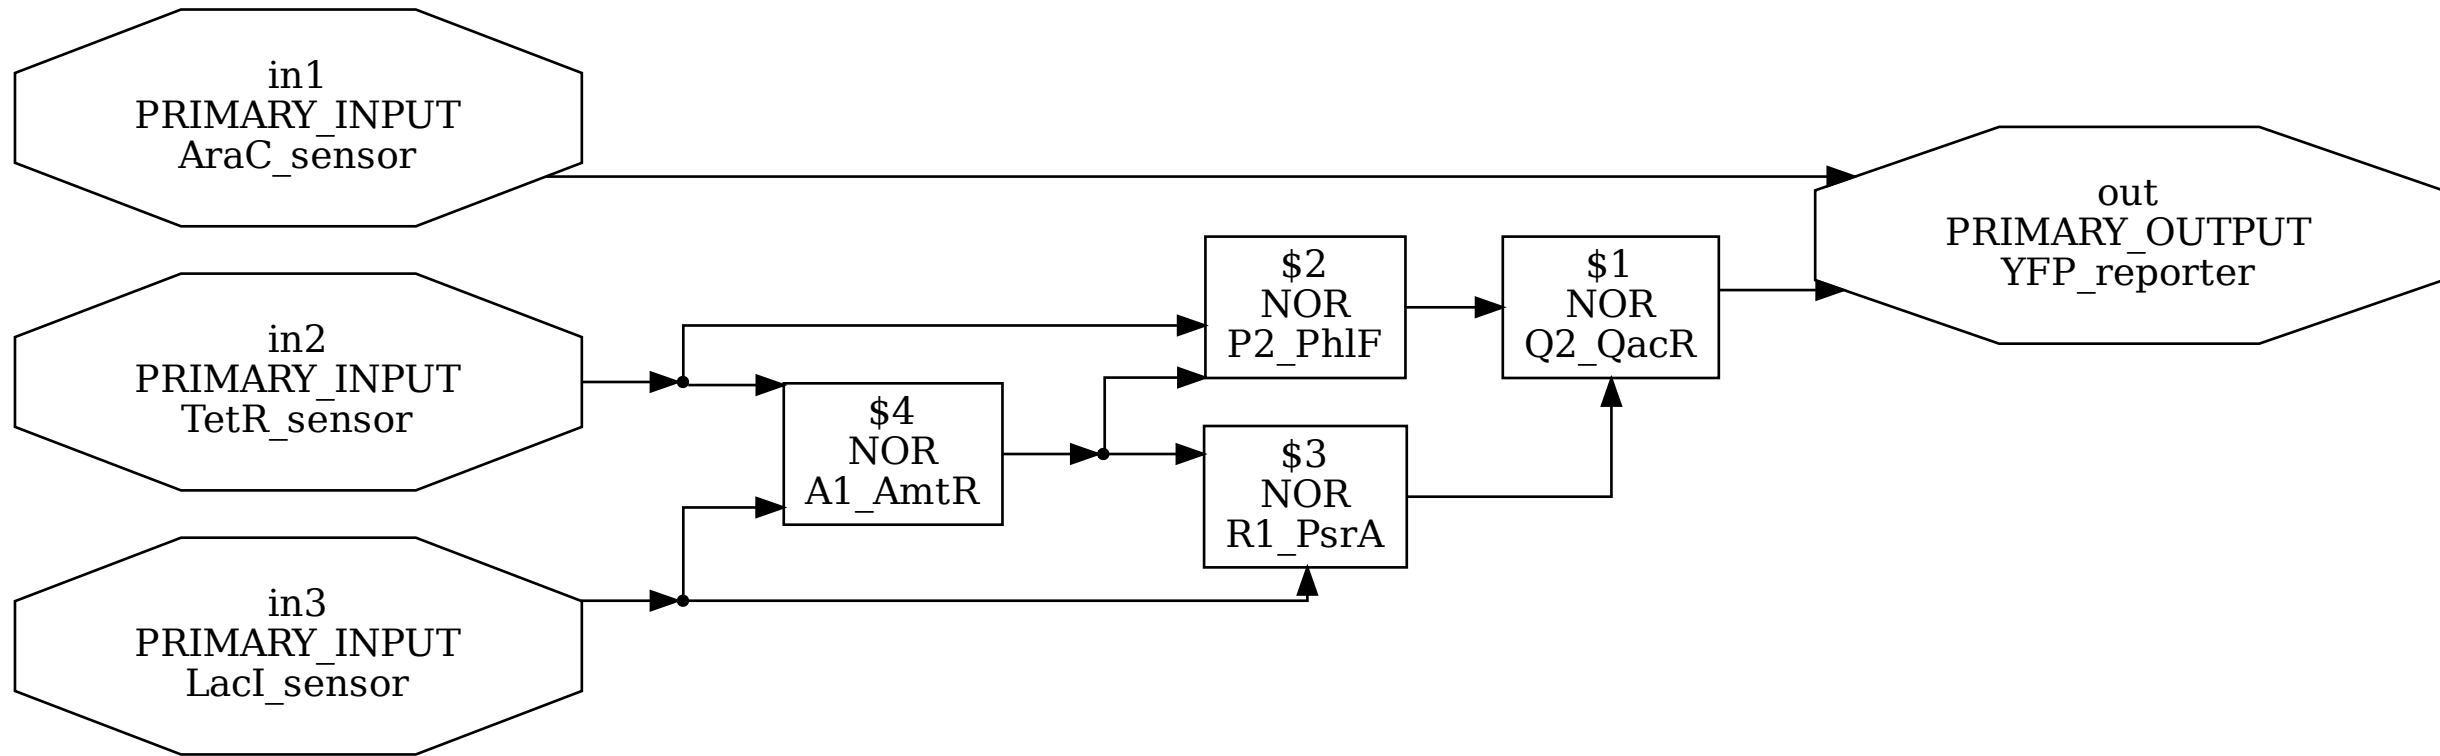 in1
PRIMARY_INPUT
AraC_sensor
in2
PRIMARY_INPUT
TetR_sensor
in3
PRIMARY_INPUT
LacI_sensor
$4
NOR
A1_AmtR
$2
NOR
P2_PhlF
$3
NOR
R1_PsrA
$1
NOR
Q2_QacR
out
PRIMARY_OUTPUT
YFP_reporter